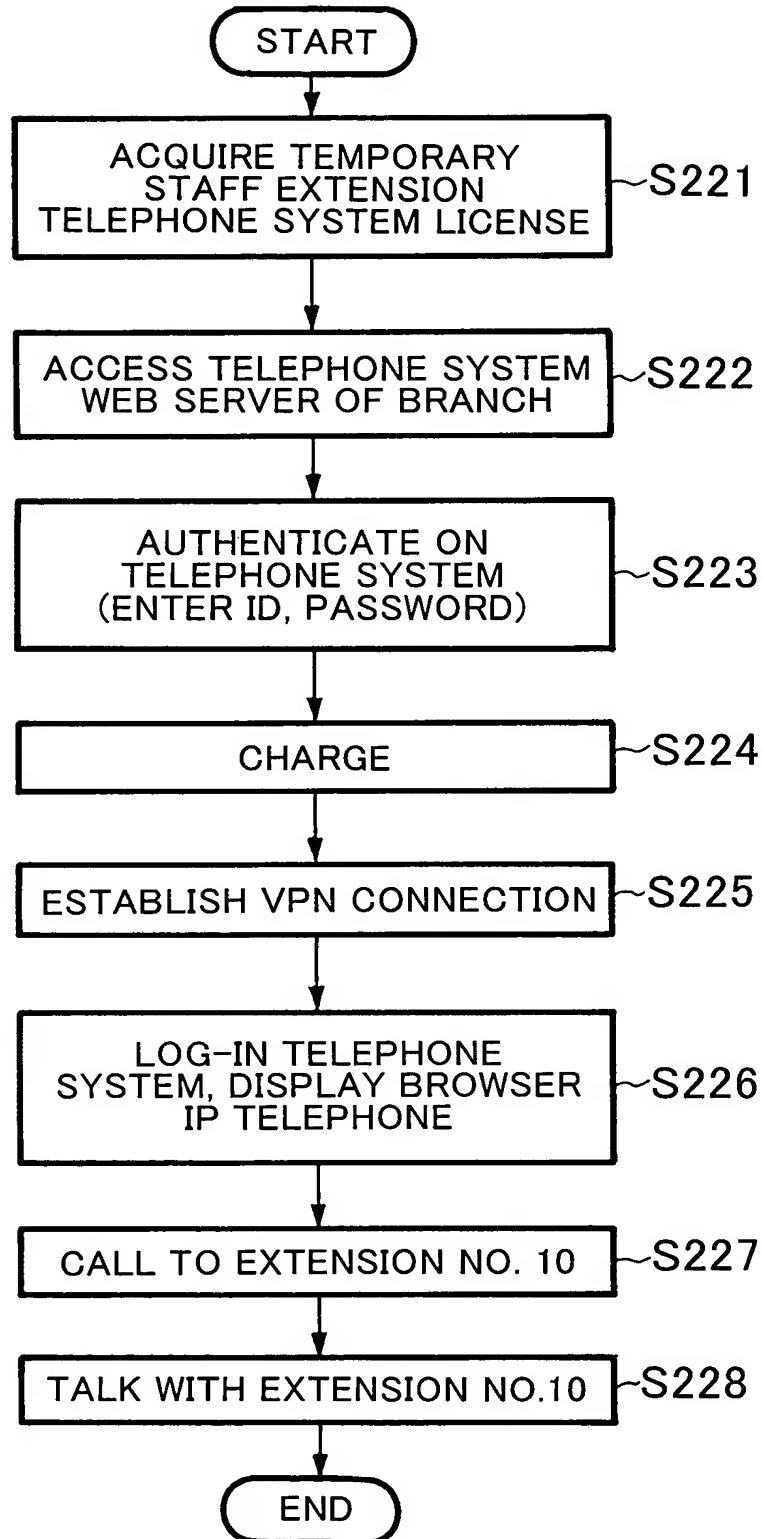 START
ACQUIRE TEMPORARY
STAFF EXTENSION
TELEPHONE SYSTEM LICENSE
S221
ACCESS TELEPHONE SYSTEM
WEB SERVER OF BRANCH
S222
AUTHENTICATE ON
TELEPHONE SYSTEM
(ENTER ID, PASSWORD)
S223
CHARGE
S224
ESTABLISH VPN CONNECTION
S225
LOG-IN TELEPHONE
SYSTEM, DISPLAY BROWSER
IP TELEPHONE
S226
CALL TO EXTENSION NO. 10
S227
TALK WITH EXTENSION NO.10
S228
END